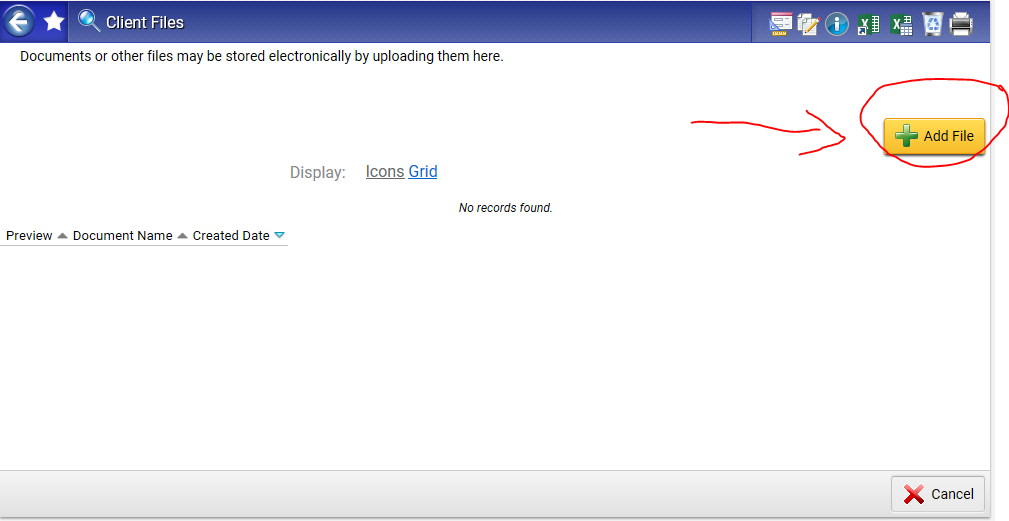 Client Files
Documents or other files may be stored electronically by uploading them here.
Add File
Display: Icons Grid
No records found.
Preview Document Name Created Date
Cancel